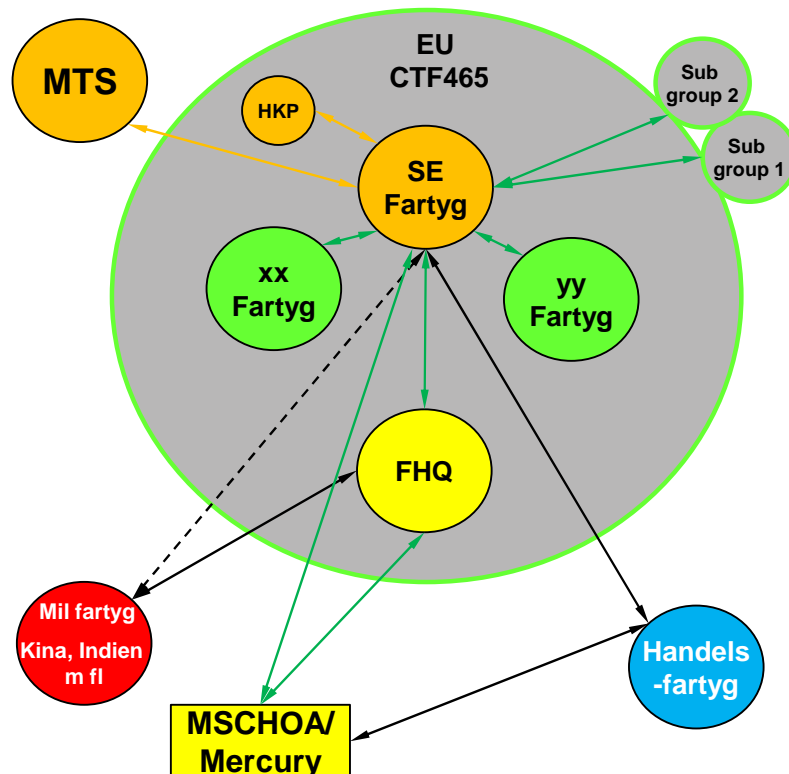 EU
CTF465
MTS
HKP
Sub
group 2
Sub
group 1
SE
Fartyg
xx
Fartyg
yy
Fartyg
FHQ
Mil fartyg
Kina, Indien
m fl
Handels
-fartyg
MSCHOA/
Mercury